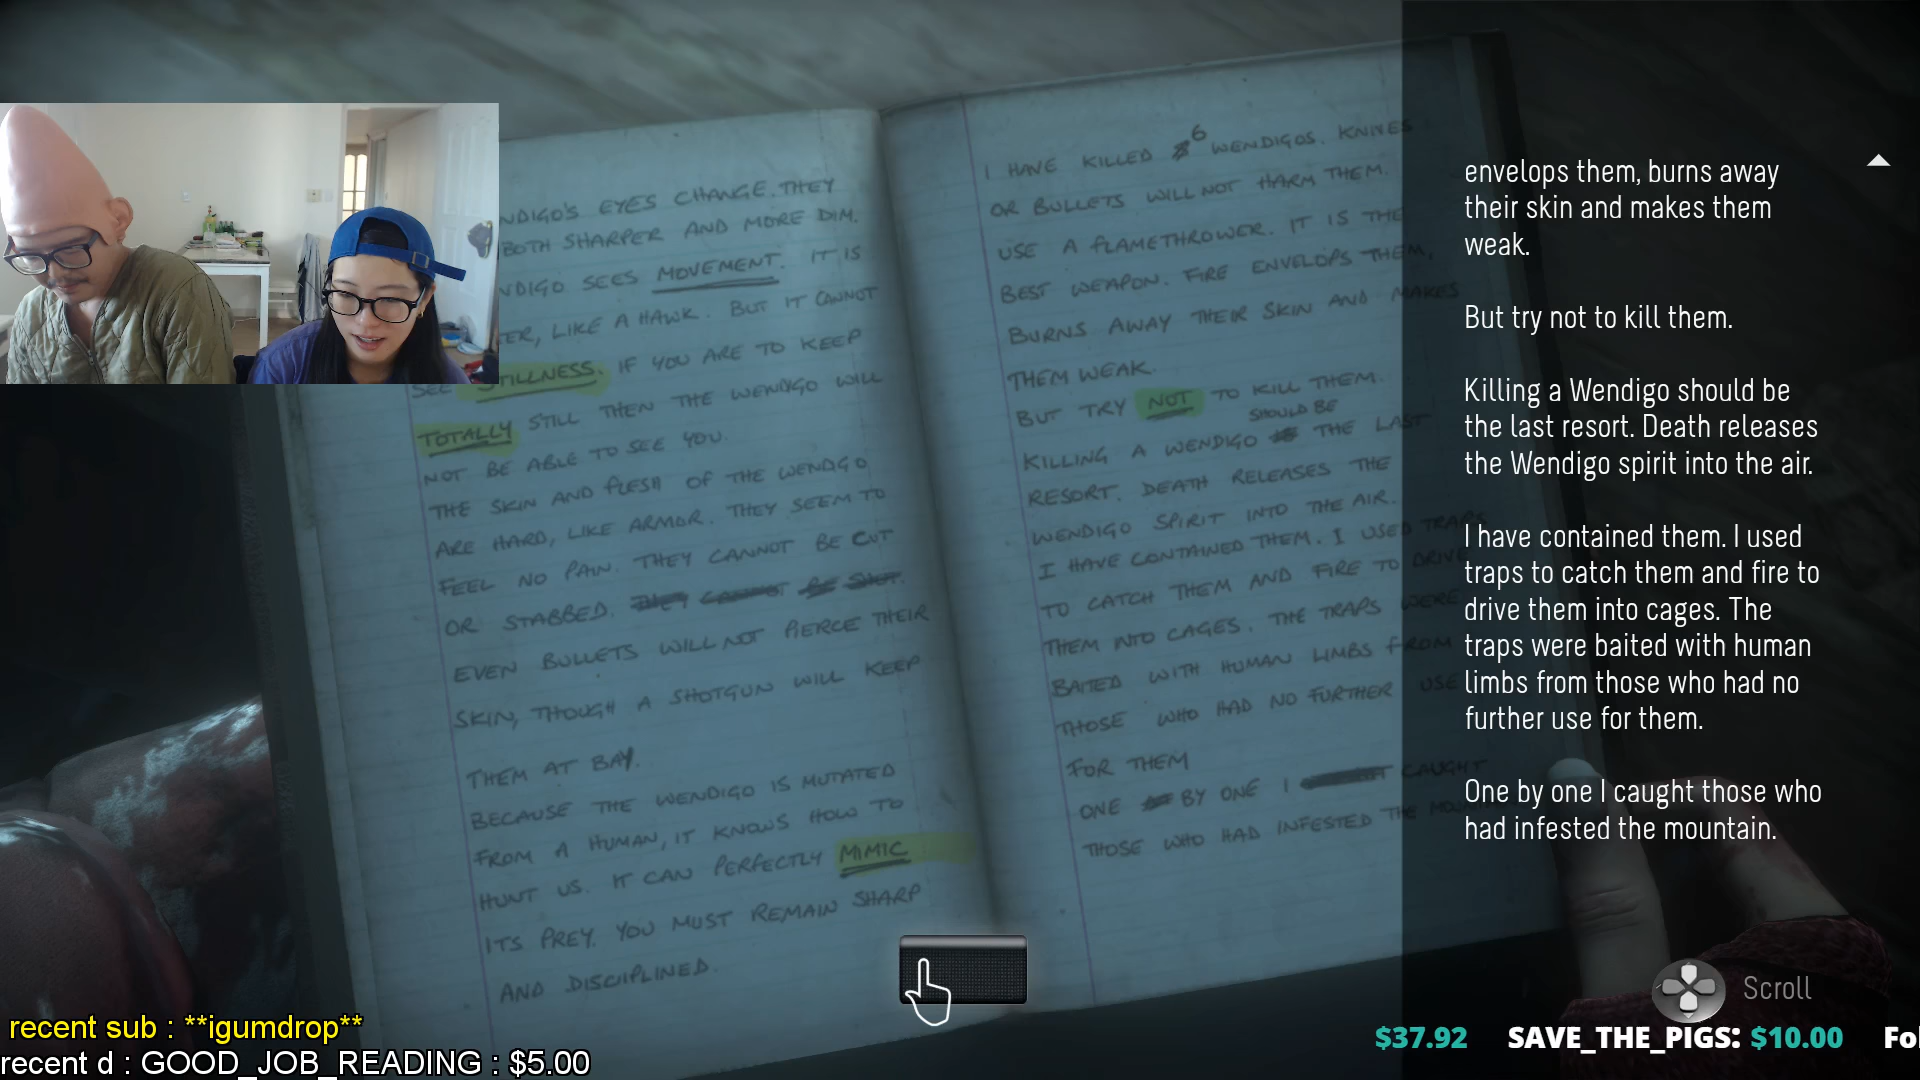 NDIGO'S EYES CHANGE. THEY
BOTH SHARPER AND MORE DIM.
NDIGO SEES MOVEMENT. IT IS
TER, LIKE A HAWK. BUT IT CANNOT
SEE STILLNESS. IF YOU ARE TO KEEP
TOTALLY STILL THEN THE WENDIGO WILL
NOT BE ABLE TO SEE YOU.
THE SKIN AND FLESH OF THE WENDGO
ARE HARD, LIKE ARMOR. THEY SEEM TO
FEEL NO PAIN. THEY CANNOT BE CUT
OR STABBED. THEY CANNOT BE SHOT.
EVEN BULLETS WILL NOT PIERCE THEIR
SKIN, THOUGH A SHOTGUN WILL KEEP
THEM AT BAY.
BECAUSE THE WENDIGO IS MUTATED
FROM A HUMAN, IT KNOWS HOW TO
HUNT US. IT CAN PERFECTLY MIMIC
ITS PREY. YOU MUST REMAIN SHARP
AND DISCIPLINED.
I HAVE KILLED 6 WENDIGOS. KNIVES
OR BULLETS WILL NOT HARM THEM.
USE A FLAMETHROWER. IT IS THE
BEST WEAPON. FIRE ENVELOPS THEM,
BURNS AWAY THEIR SKIN AND MAKES
THEM WEAK.
BUT TRY NOT TO KILL THEM.
SHOULD BE
KILLING A WENDIGO THE LAST
RESORT. DEATH RELEASES THE
WENDIGO SPIRIT INTO THE AIR.
I HAVE CONTAINED THEM. I USED TRAPS
TO CATCH THEM AND FIRE TO DRIVE
THEM INTO CAGES. THE TRAPS WERE
BAITED WITH HUMAN LIMBS FROM
THOSE WHO HAD NO FURTHER USE
FOR THEM
ONE BY ONE I CAUGHT
THOSE WHO HAD INFESTED THE
envelops them, burns away
their skin and makes them
weak.
But try not to kill them.
Killing a Wendigo should be
the last resort. Death releases
the Wendigo spirit into the air.
I have contained them. I used
traps to catch them and fire to
drive them into cages. The
traps were baited with human
limbs from those who had no
further use for them.
One by one I caught those who
had infested the mountain.
Scroll
recent sub : **igumdrop**
recent d : GOOD_JOB_READING : $5.00
$37.92 SAVE_THE_PIGS: $10.00 Fol